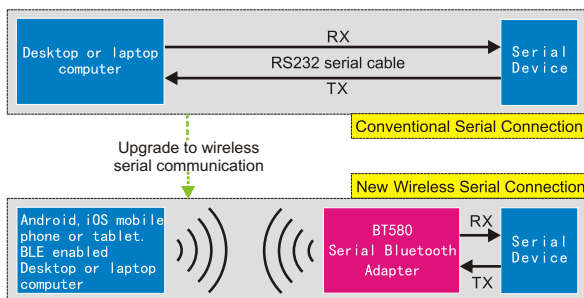 Desktop or laptop
computer
RX
RS232 serial cable
TX
Serial
Device
Conventional Serial Connection
Upgrade to wireless
serial communication
New Wireless Serial Connection
Android, iOS mobile
phone or tablet.
BLE enabled
Desktop or laptop
computer
BT580
Serial Bluetooth
Adapter
RX
TX
Serial
Device